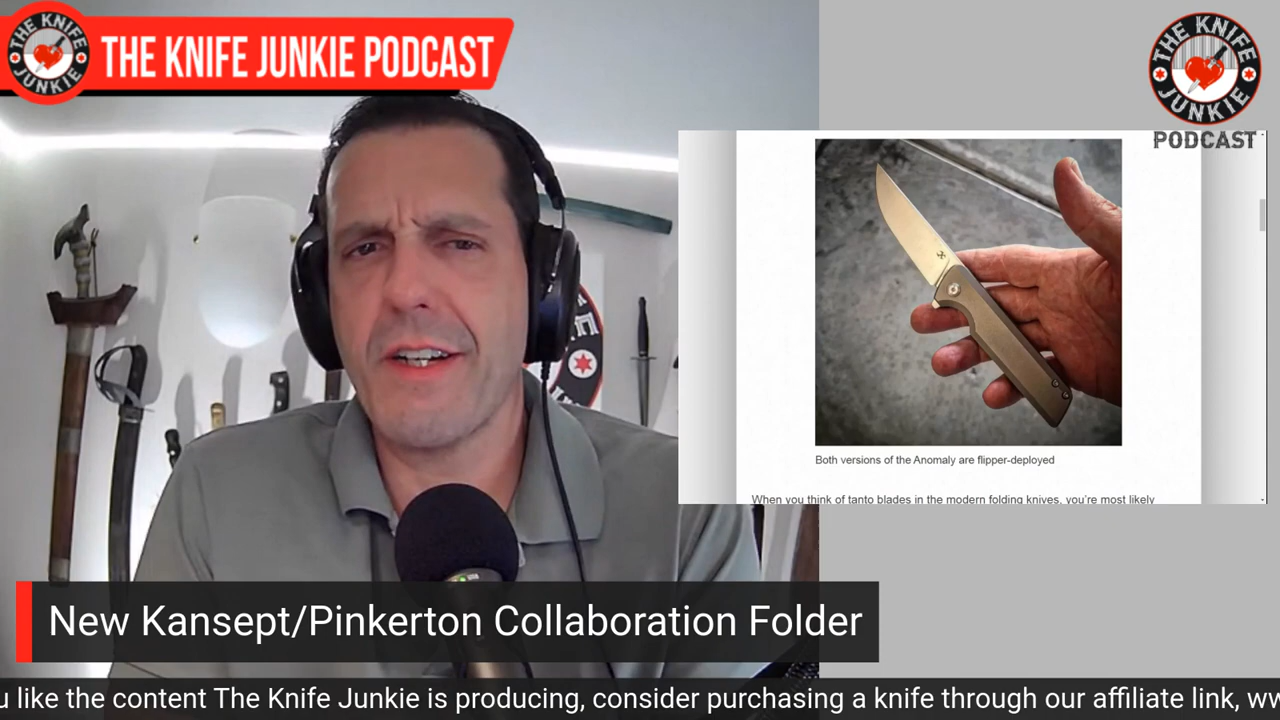 THE KNIFE JUNKIE
THE KNIFE JUNKIE PODCAST
THE KNIFE JUNKIE
PODCAST
Both versions of the Anomaly are flipper-deployed
When you think of tanto blades in the modern folding knives, you're most likely
New Kansept/Pinkerton Collaboration Folder
u like the content The Knife Junkie is producing, consider purchasing a knife through our affiliate link, ww